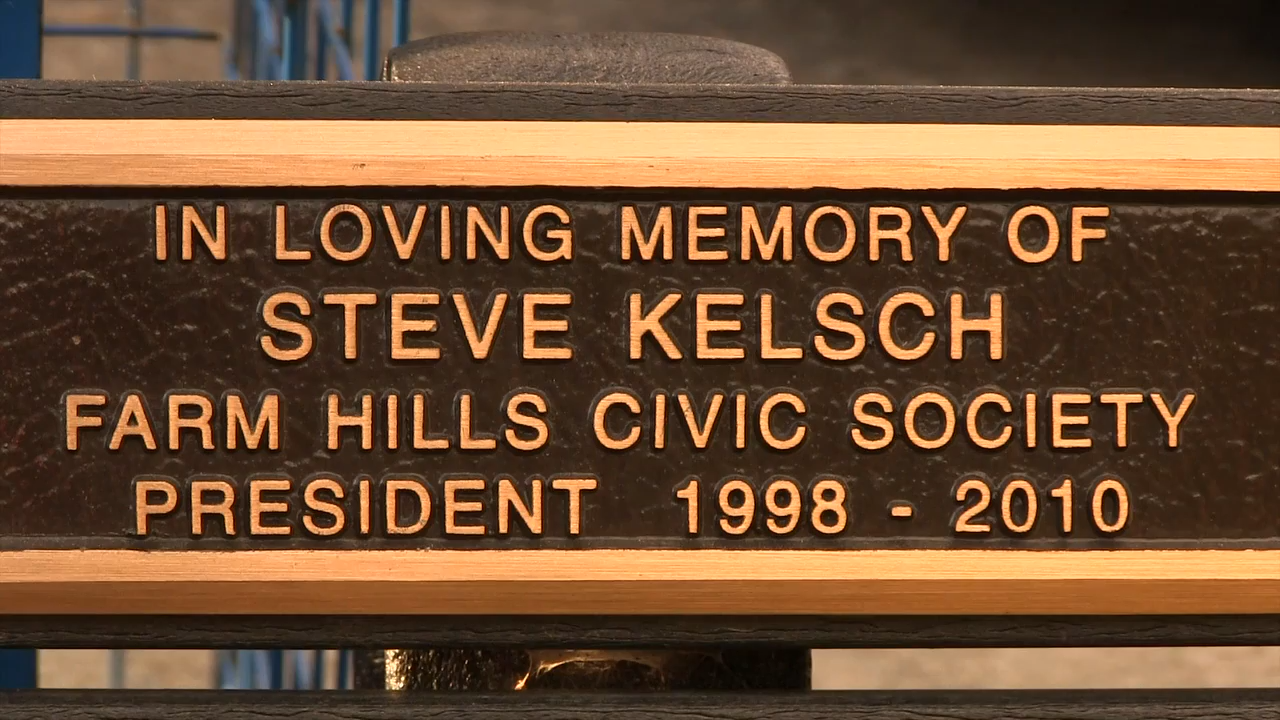 IN LOVING MEMORY OF
STEVE KELSCH
FARM HILLS CIVIC SOCIETY
PRESIDENT 1998 - 2010